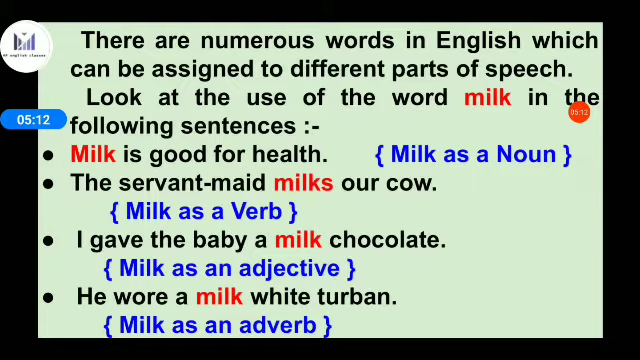 There are numerous words in English which
can be assigned to different parts of speech.
Look at the use of the word milk in the
following sentences :-
● Milk is good for health. { Milk as a Noun }
● The servant-maid milks our cow.
{ Milk as a Verb }
● I gave the baby a milk chocolate.
{ Milk as an adjective }
● He wore a milk white turban.
{ Milk as an adverb }
05:12
05:12